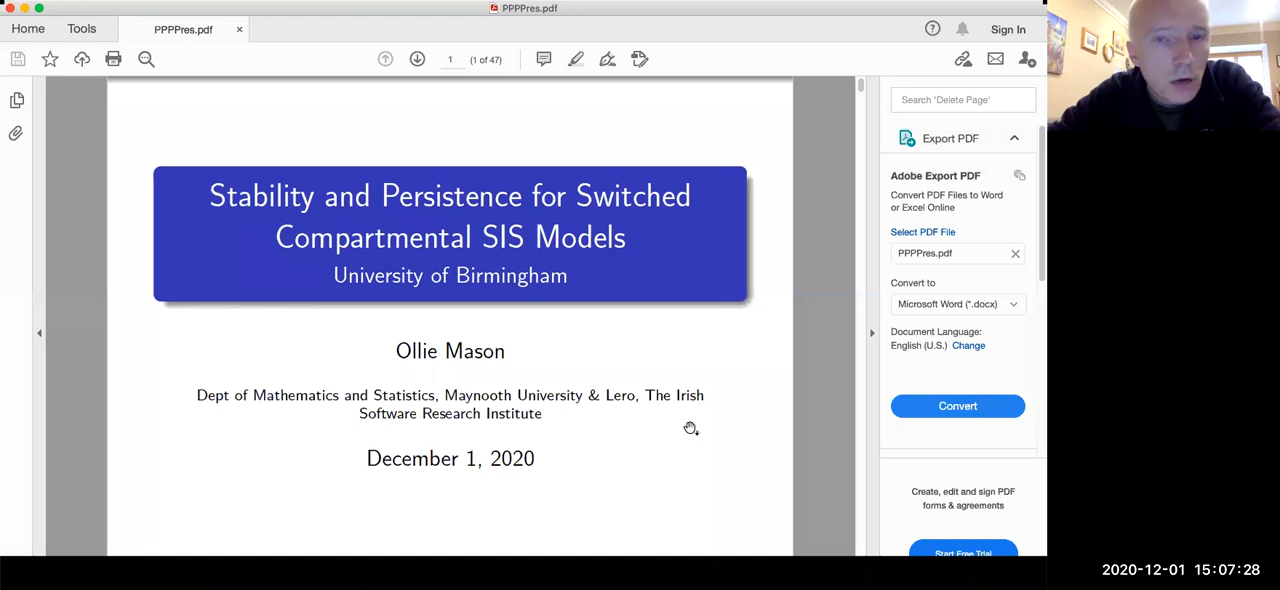 PPPPres.pdf
Home
Tools
PPPPres.pdf
Sign In
1
(1 of 47)
Search 'Delete Page'
Export PDF
Adobe Export PDF
Convert PDF Files to Word
or Excel Online
Select PDF File
PPPPres.pdf
Convert to
Microsoft Word (*.docx)
Document Language:
English (U.S.) Change
Convert
Create, edit and sign PDF
forms & agreements
Start Free Trial
Stability and Persistence for Switched
Compartmental SIS Models
University of Birmingham
Ollie Mason
Dept of Mathematics and Statistics, Maynooth University & Lero, The Irish
Software Research Institute
December 1, 2020
2020-12-01 15:07:28